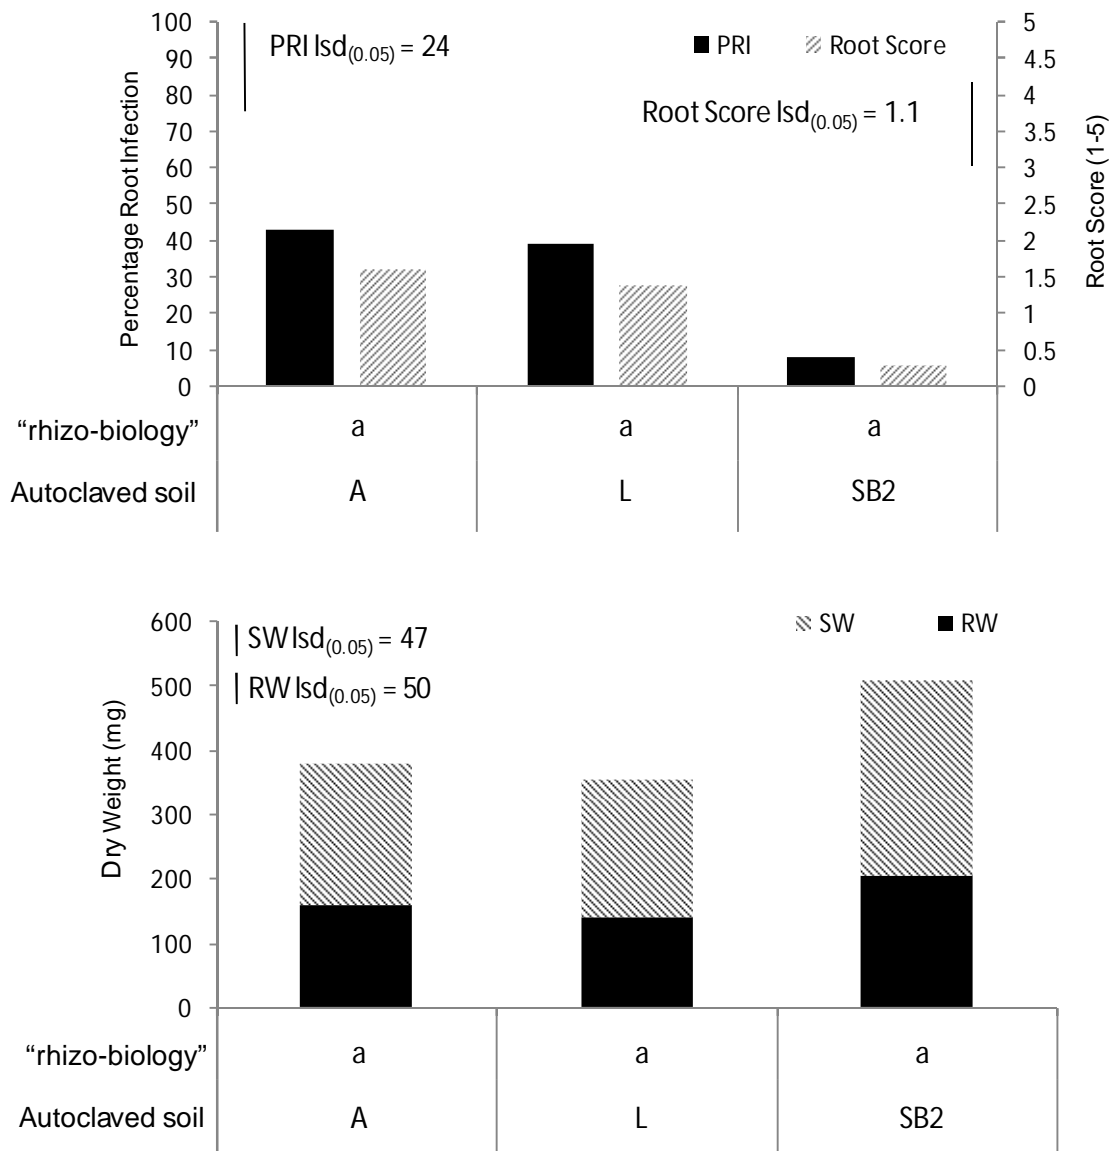 PRI lsd(0.05) = 24
PRI Root Score
Root Score lsd(0.05) = 1.1
Percentage Root Infection
100
90
80
70
60
50
40
30
20
10
0
Root Score (1-5)
5
4.5
4
3.5
3
2.5
2
1.5
1
0.5
0
“rhizo-biology” a a a
Autoclaved soil A L SB2
SW lsd(0.05) = 47
RW lsd(0.05) = 50
SW RW
Dry Weight (mg)
600
500
400
300
200
100
0
“rhizo-biology” a a a
Autoclaved soil A L SB2